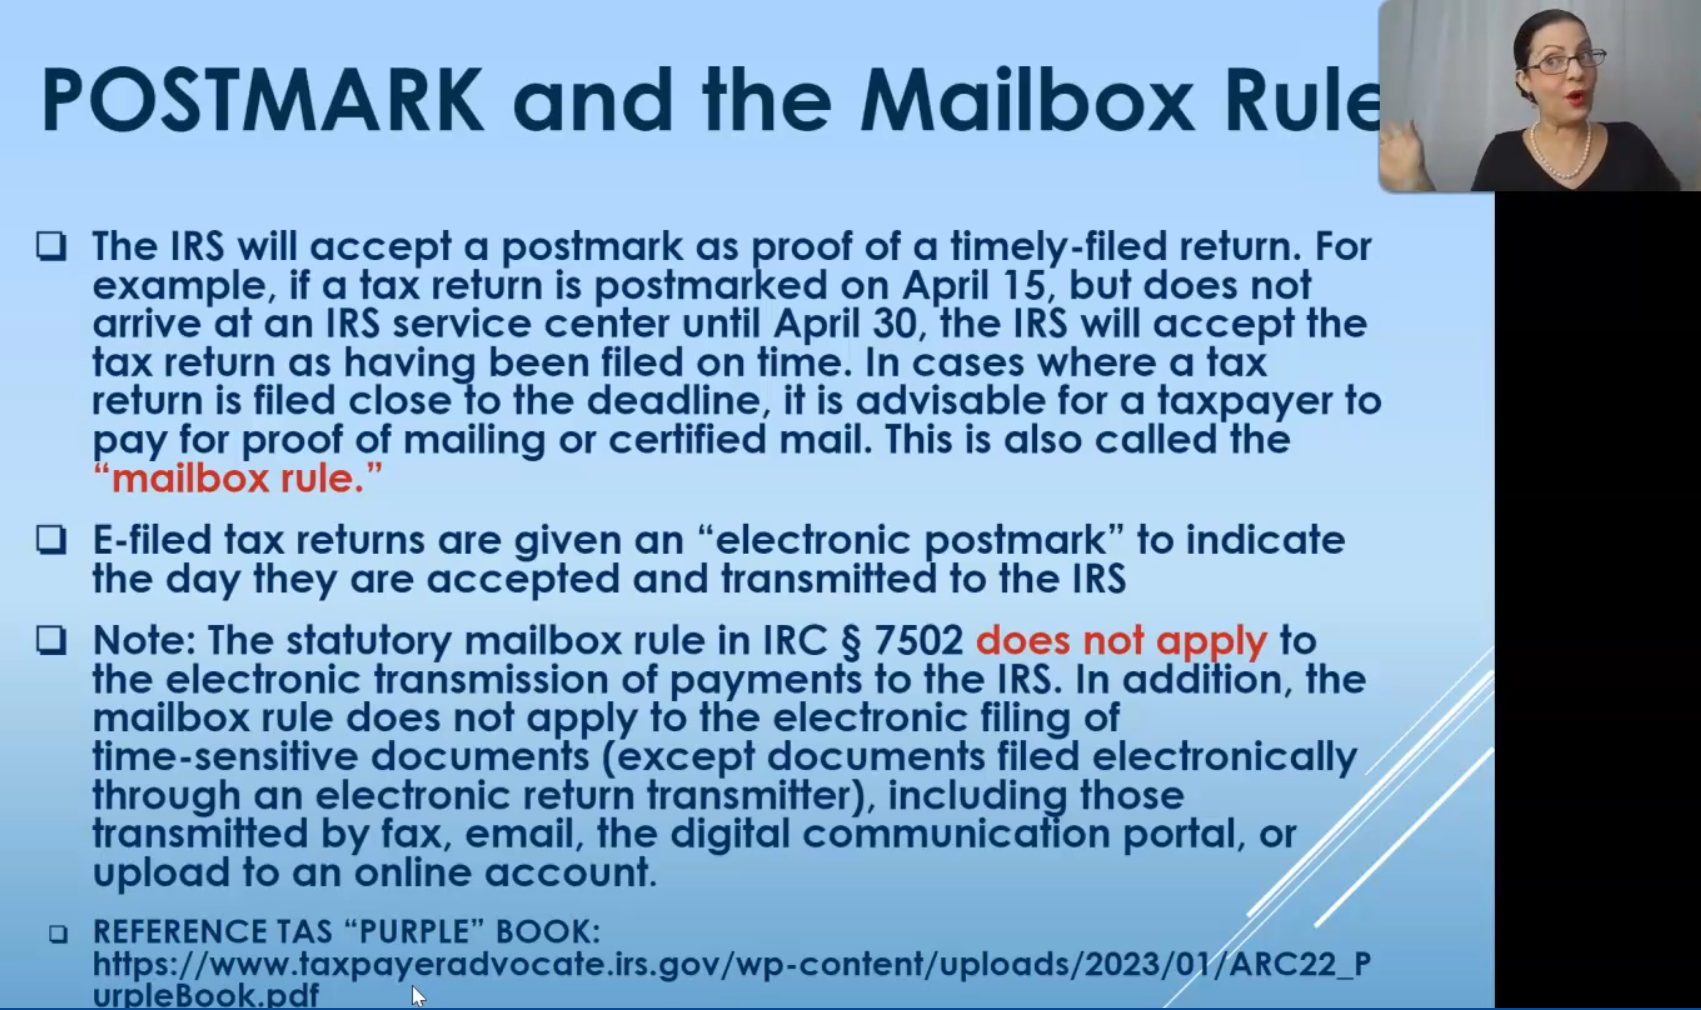 POSTMARK and the Mailbox Rule
The IRS will accept a postmark as proof of a timely-filed return. For
example, if a tax return is postmarked on April 15, but does not
arrive at an IRS service center until April 30, the IRS will accept the
tax return as having been filed on time. In cases where a tax
return is filed close to the deadline, it is advisable for a taxpayer to
pay for proof of mailing or certified mail. This is also called the
“mailbox rule.”
E-filed tax returns are given an “electronic postmark” to indicate
the day they are accepted and transmitted to the IRS
Note: The statutory mailbox rule in IRC § 7502 does not apply to
the electronic transmission of payments to the IRS. In addition, the
mailbox rule does not apply to the electronic filing of
time-sensitive documents (except documents filed electronically
through an electronic return transmitter), including those
transmitted by fax, email, the digital communication portal, or
upload to an online account.
REFERENCE TAS “PURPLE” BOOK:
https://www.taxpayeradvocate.irs.gov/wp-content/uploads/2023/01/ARC22_P
urpleBook.pdf